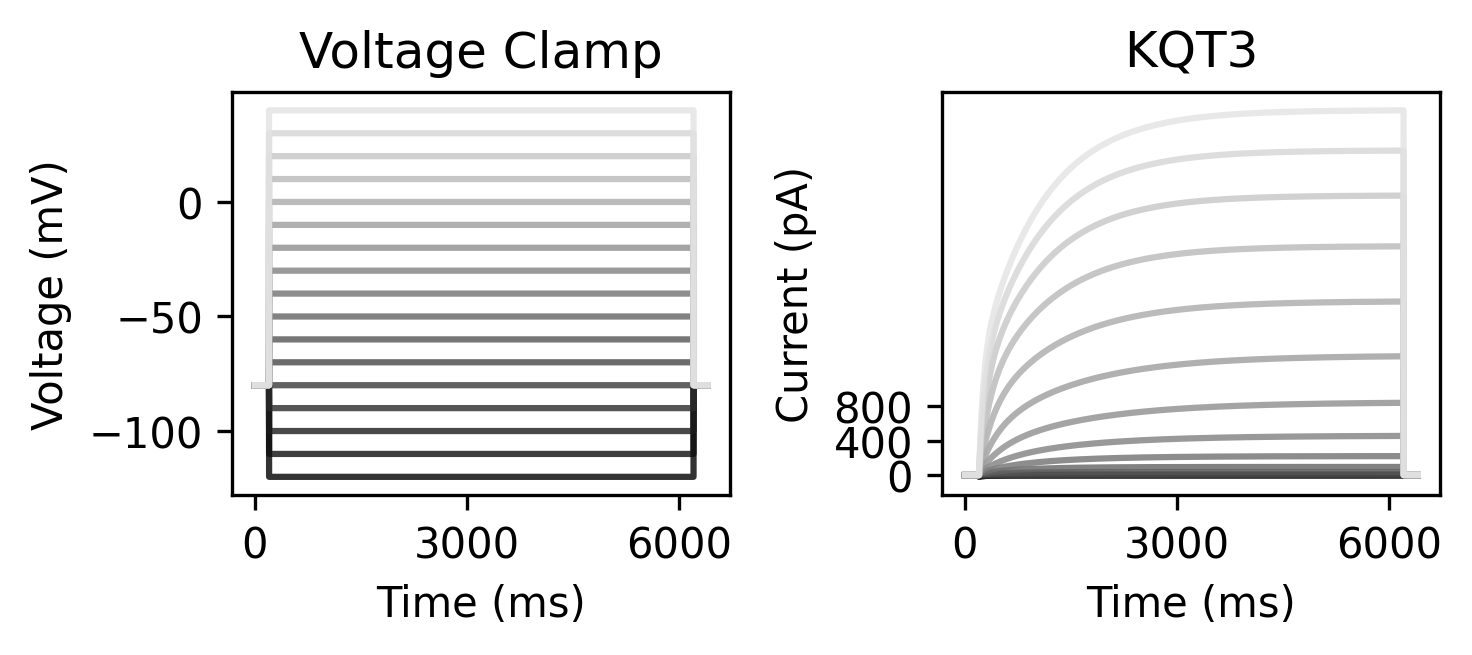 Voltage Clamp
Voltage (mV)
0
−50
−100
0
3000
6000
Time (ms)
KQT3
Current (pA)
800
400
0
0
3000
6000
Time (ms)